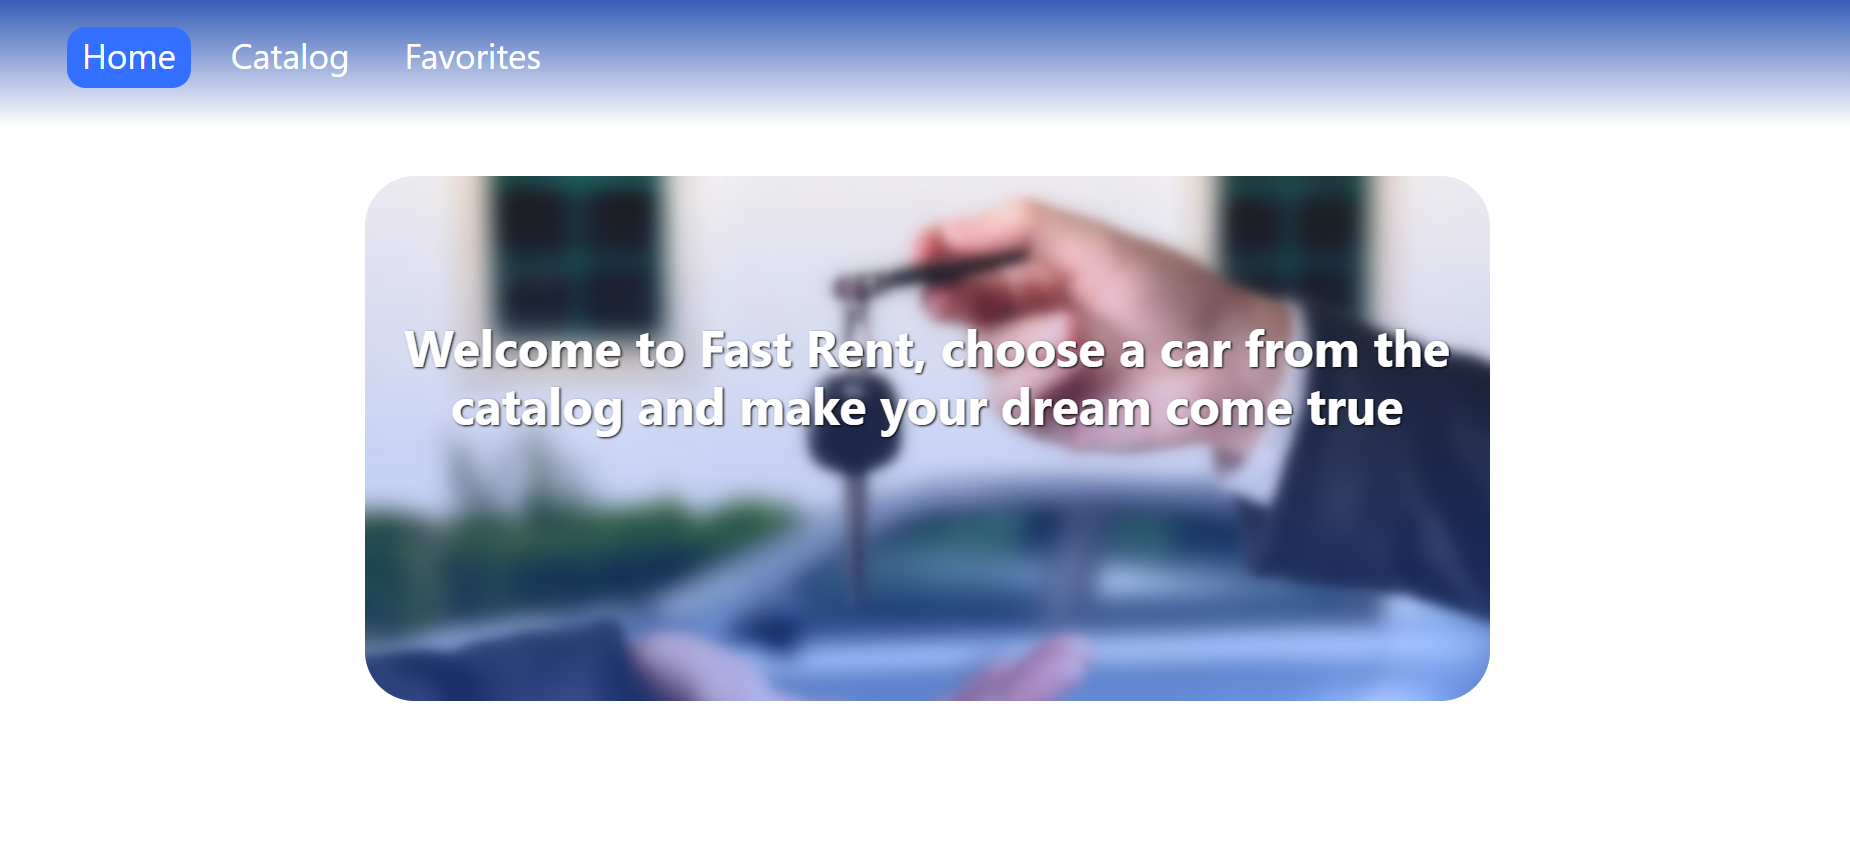 Home Catalog Favorites
Welcome to Fast Rent, choose a car from the
catalog and make your dream come true